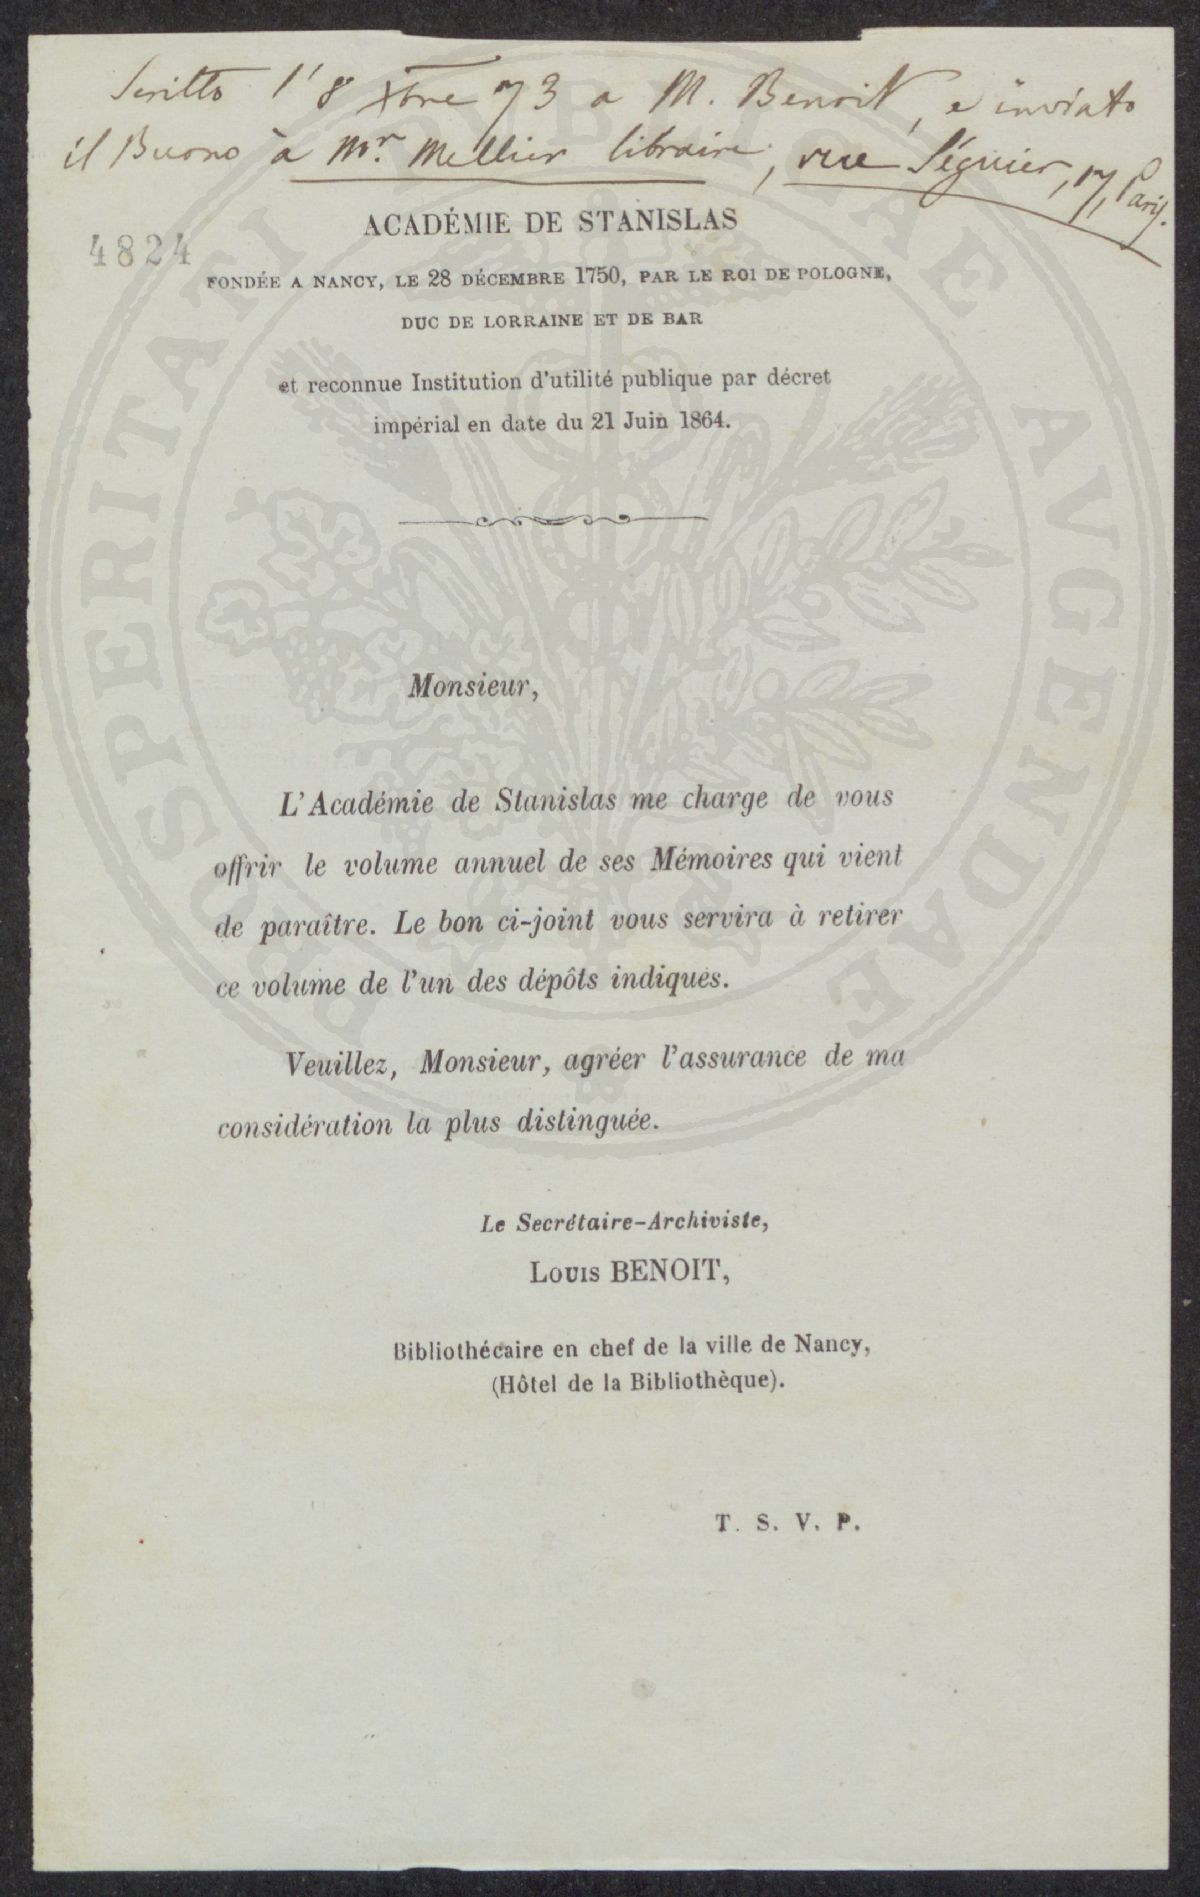 Scritto l'8 Xbre 73 a M. Benoit, e inviato
il Buono à Mr. Mellier libraire, rue Séguier, 17, Paris.
4824
ACADÉMIE DE STANISLAS
FONDÉE A NANCY, LE 28 DÉCEMBRE 1750, PAR LE ROI DE POLOGNE,
DUC DE LORRAINE ET DE BAR
et reconnue Institution d'utilité publique par décret
impérial en date du 21 Juin 1864.
Monsieur,
L'Académie de Stanislas me charge de vous
offrir le volume annuel de ses Mémoires qui vient
de paraître. Le bon ci-joint vous servira à retirer
ce volume de l'un des dépôts indiqués.
Veuillez, Monsieur, agréer l'assurance de ma
considération la plus distinguée.
Le Secrétaire-Archiviste,
Louis BENOIT,
Bibliothécaire en chef de la ville de Nancy,
(Hôtel de la Bibliothèque).
T. S. V. P.
PROSPERITATI PVBLICAE AVGENDAE